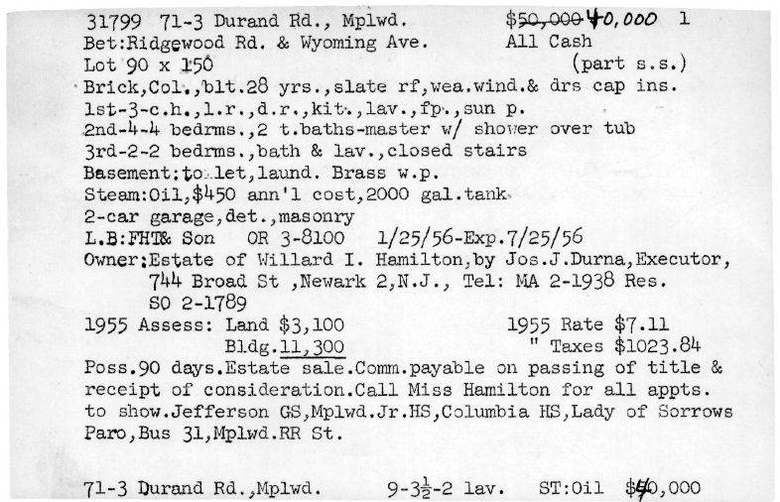 31799 71-3 Durand Rd., Mplwd. $50,000 40,000 1
Bet:Ridgewood Rd. & Wyoming Ave. All Cash
Lot 90 x 150 (part s.s.)
Brick,Col.,blt.28 yrs.,slate rf,wea.wind.& drs cap ins.
1st-3-c.h.,l.r.,d.r.,kit.,lav.,fp.,sun p.
2nd-4-4 bedrms.,2 t.baths-master w/ shower over tub
3rd-2-2 bedrms.,bath & lav.,closed stairs
Basement:to let,laund. Brass w.p.
Steam:Oil,$450 ann'l cost,2000 gal.tank
2-car garage,det.,masonry
L.B:FHT& Son OR 3-8100 1/25/56-Exp.7/25/56
Owner:Estate of Willard I. Hamilton,by Jos.J.Durna,Executor,
744 Broad St ,Newark 2,N.J., Tel: MA 2-1938 Res.
SO 2-1789
1955 Assess: Land $3,100 1955 Rate $7.11
Bldg.11,300 " Taxes $1023.84
Poss.90 days.Estate sale.Comm.payable on passing of title &
receipt of consideration.Call Miss Hamilton for all appts.
to show.Jefferson GS,Mplwd.Jr.HS,Columbia HS,Lady of Sorrows
Paro,Bus 31,Mplwd.RR St.
71-3 Durand Rd.,Mplwd. 9-3½-2 lav. ST:Oil $40,000